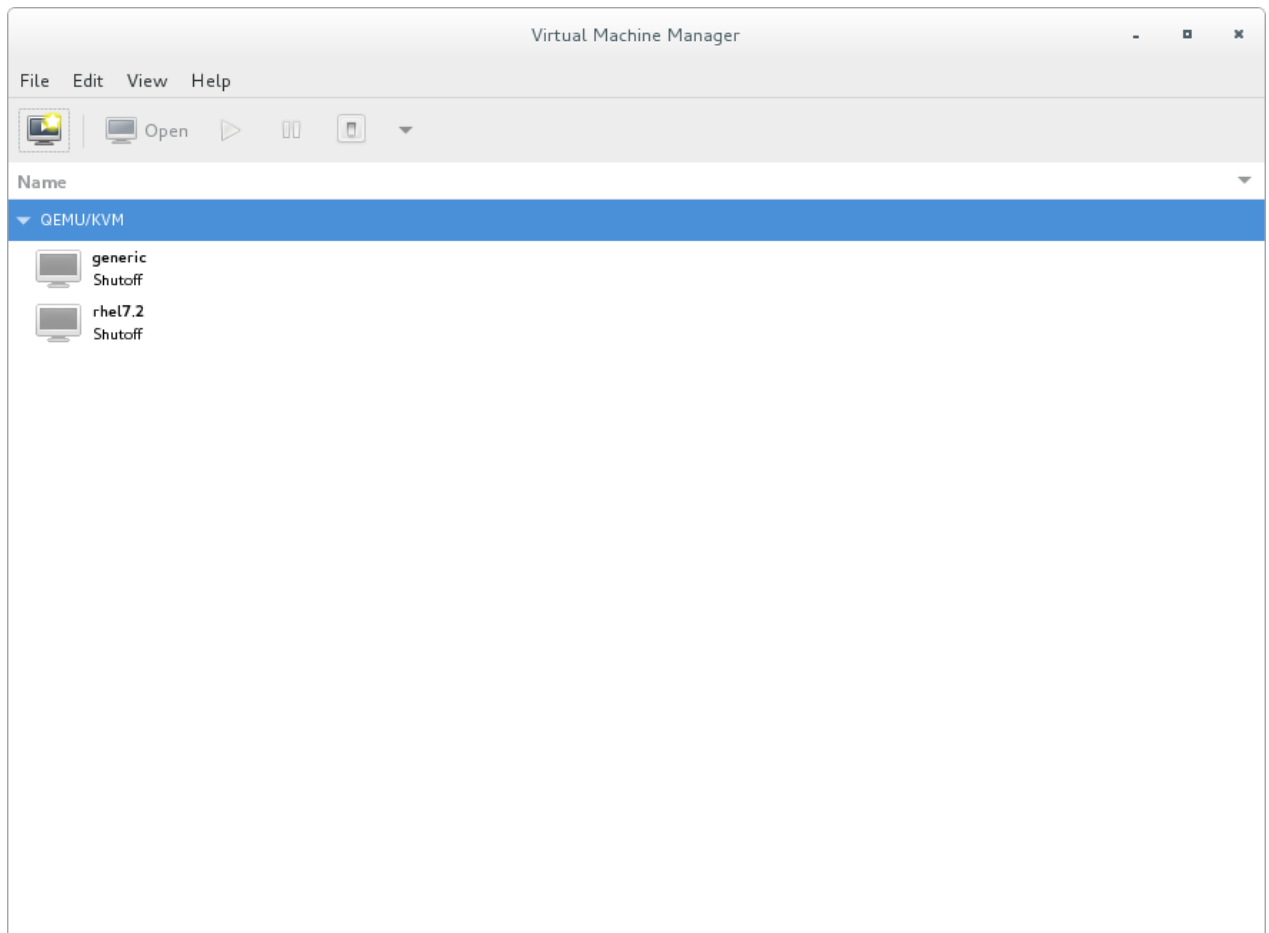 Virtual Machine Manager
File Edit View Help
Open
Name
QEMU/KVM
generic
Shutoff
rhel7.2
Shutoff